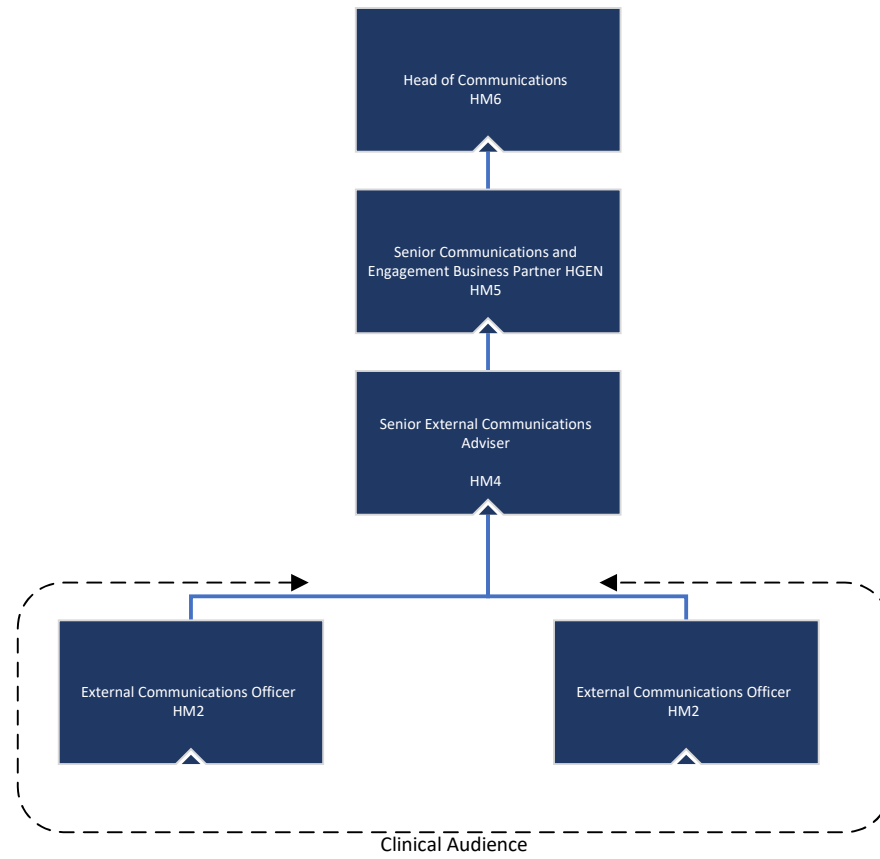 Head of Communications
HM6
Senior Communications and
Engagement Business Partner HGEN
HM5
Senior External Communications
Adviser
HM4
External Communications Officer
HM2
External Communications Officer
HM2
Clinical Audience